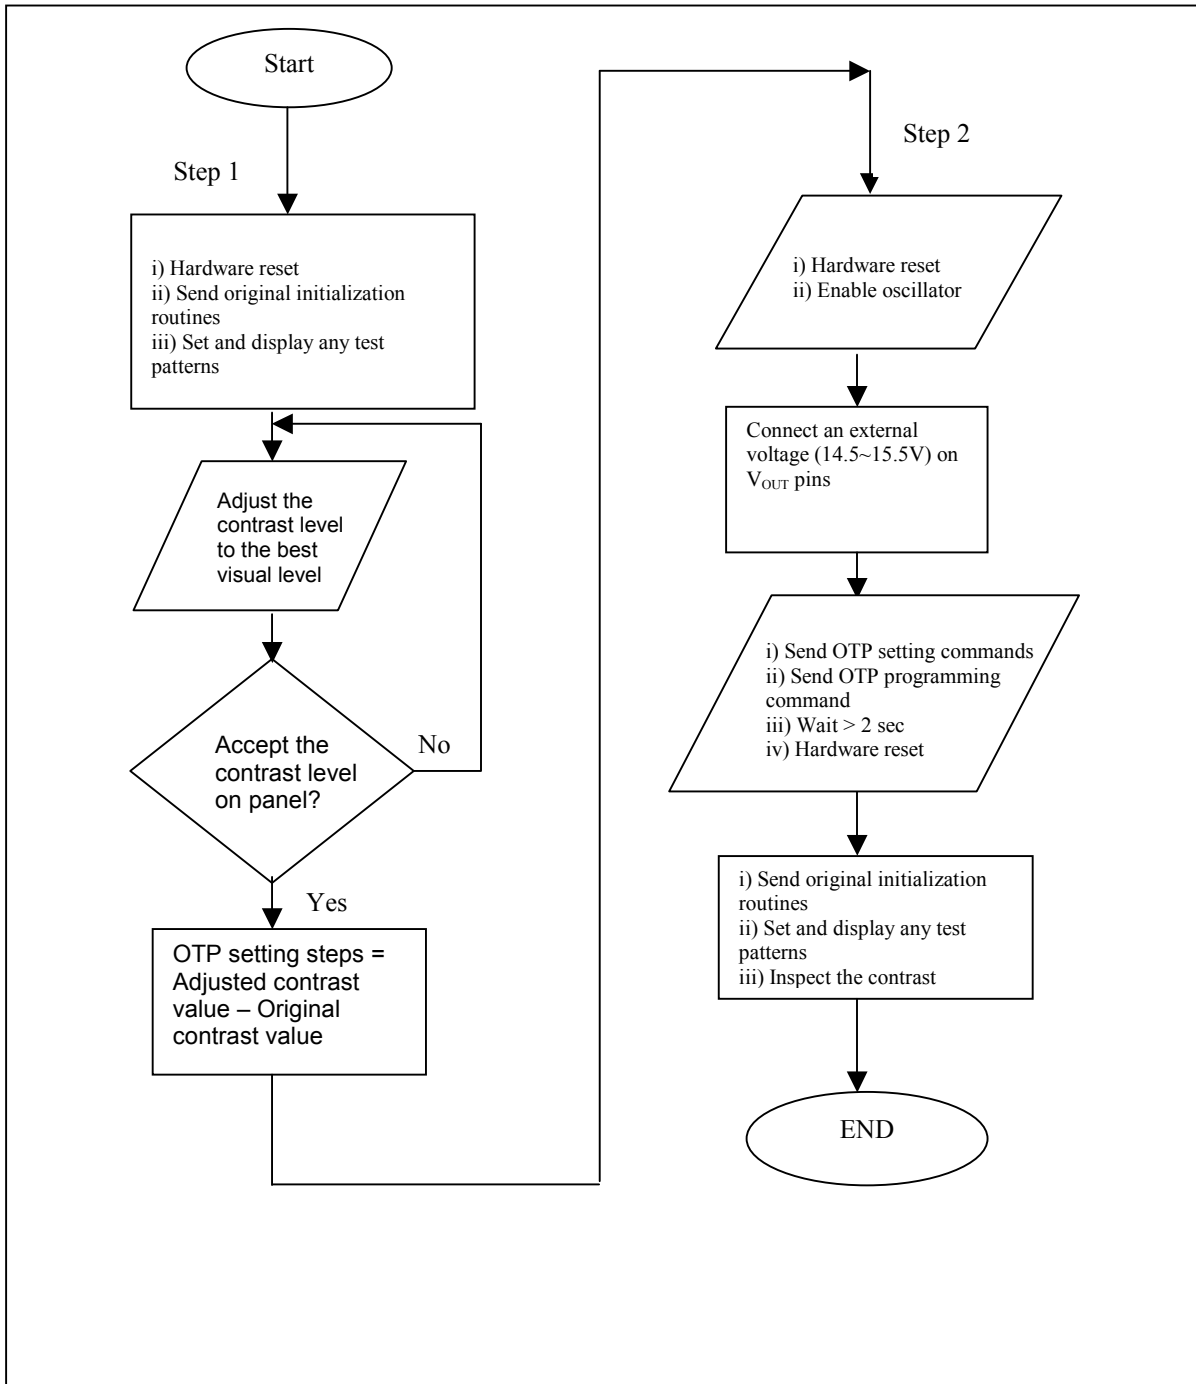 Start
Step 1
i) Hardware reset
ii) Send original initialization
routines
iii) Set and display any test
patterns
Adjust the
contrast level
to the best
visual level
Accept the
contrast level
on panel?
No
Yes
OTP setting steps =
Adjusted contrast
value – Original
contrast value
Step 2
i) Hardware reset
ii) Enable oscillator
Connect an external
voltage (14.5~15.5V) on
VOUT pins
i) Send OTP setting commands
ii) Send OTP programming
command
iii) Wait > 2 sec
iv) Hardware reset
i) Send original initialization
routines
ii) Set and display any test
patterns
iii) Inspect the contrast
END